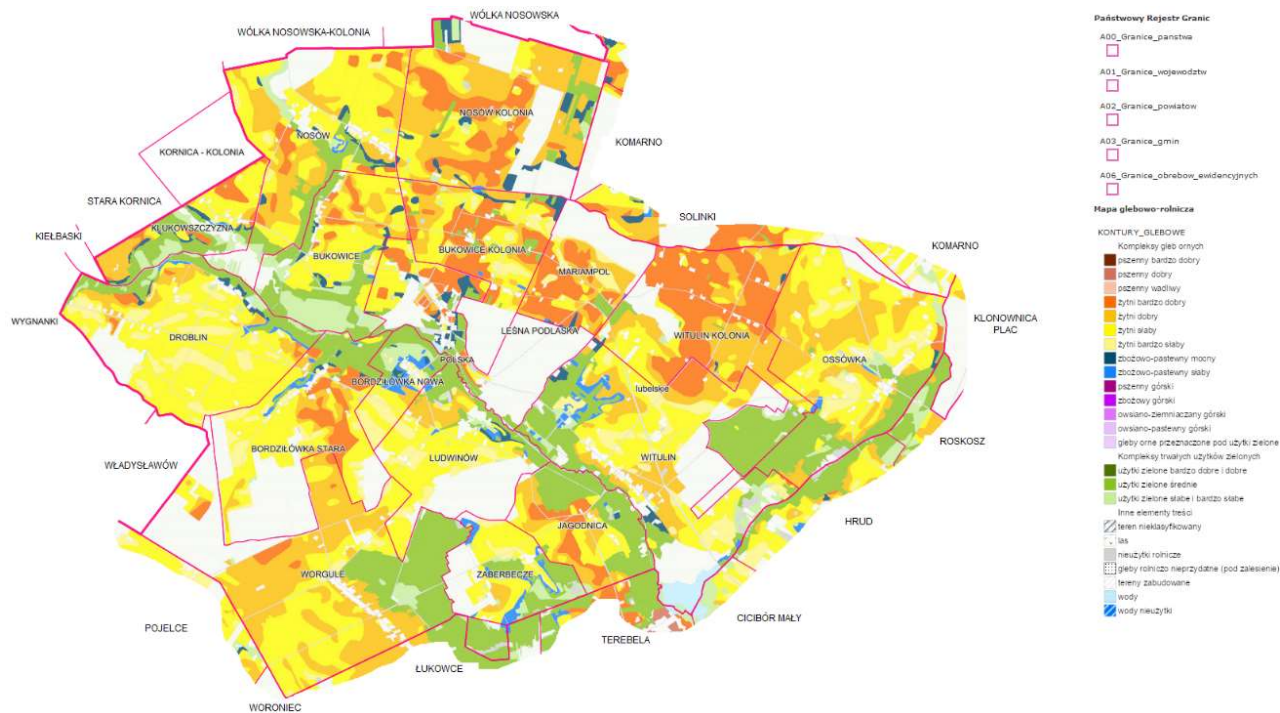 WÓLKA NOSOWSKA
WÓLKA NOSOWSKA-KOLONIA
NOSÓW KOLONIA
NOSÓW
KOMARNO
KORNICA - KOLONIA
STARA KORNICA
SOLINKI
KIEŁBASKI
KLUKOWSZCZYZNA
KOMARNO
BUKOWICE
BUKOWICE KOLONIA
MARIAMPOL
WYGNANKI
KLONOWNICA
PLAC
DROBLIN
LEŚNA PODLASKA
WITULIN KOLONIA
POLSKA
OSSÓWKA
BORDZIŁÓWKA NOWA
lubelskie
ROSKOSZ
BORDZIŁÓWKA STARA
LUDWINÓW
WITULIN
WŁADYSŁAWÓW
HRUD
JAGODNICA
WORGULE
ZABERBECZE
CICIBÓR MAŁY
POJELCE
TEREBELA
ŁUKOWCE
WORONIEC
Państwowy Rejestr Granic
A00_Granice_panstwa
A01_Granice_wojewodztw
A02_Granice_powiatow
A03_Granice_gmin
A06_Granice_obrebow_ewidencyjnych
Mapa glebowo-rolnicza
KONTURY_GLEBOWE
Kompleksy gleb ornych
pszenny bardzo dobry
pszenny dobry
pszenny wadliwy
żytni bardzo dobry
żytni dobry
żytni słaby
żytni bardzo słaby
zbożowo-pastewny mocny
zbożowo-pastewny słaby
pszenny górski
zbożowy górski
owsiano-ziemniaczany górski
owsiano-pastewny górski
gleby orne przeznaczone pod użytki zielone
Kompleksy trwałych użytków zielonych
użytki zielone bardzo dobre i dobre
użytki zielone średnie
użytki zielone słabe i bardzo słabe
Inne elementy treści
teren nieklasyfikowany
las
nieużytki rolnicze
gleby rolniczo nieprzydatne (pod zalesienie)
tereny zabudowane
wody
wody nieużytki